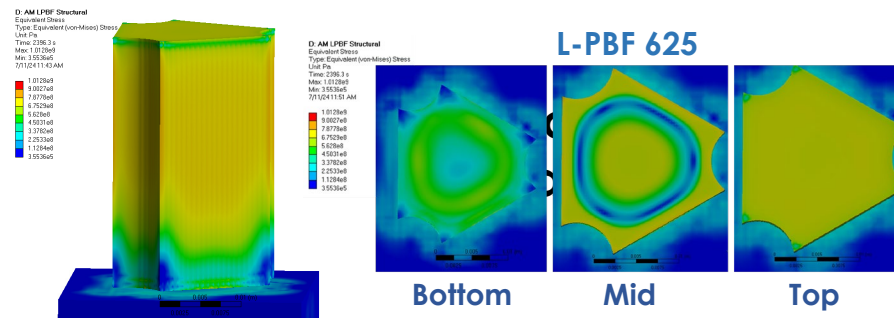 D: AM LPBF Structural
Equivalent Stress
Type: Equivalent (von-Mises) Stress
Unit: Pa
Time: 2396.3 s
Max: 1.0128e9
Min: 3.5536e5
7/11/24 11:43 AM
1.0128e9
9.0027e8
7.8778e8
6.7529e8
5.628e8
4.5031e8
3.3782e8
2.2533e8
1.1284e8
3.5536e5
D: AM LPBF Structural
Equivalent Stress
Type: Equivalent (von-Mises) Stress
Unit: Pa
Time: 2396.3 s
Max: 1.0128e9
Min: 3.5536e5
7/11/24 11:51 AM
1.0128e9
9.0027e8
7.8778e8
6.7529e8
5.628e8
4.5031e8
3.3782e8
2.2533e8
1.1284e8
3.5536e5
L-PBF 625
Bottom
Mid
Top